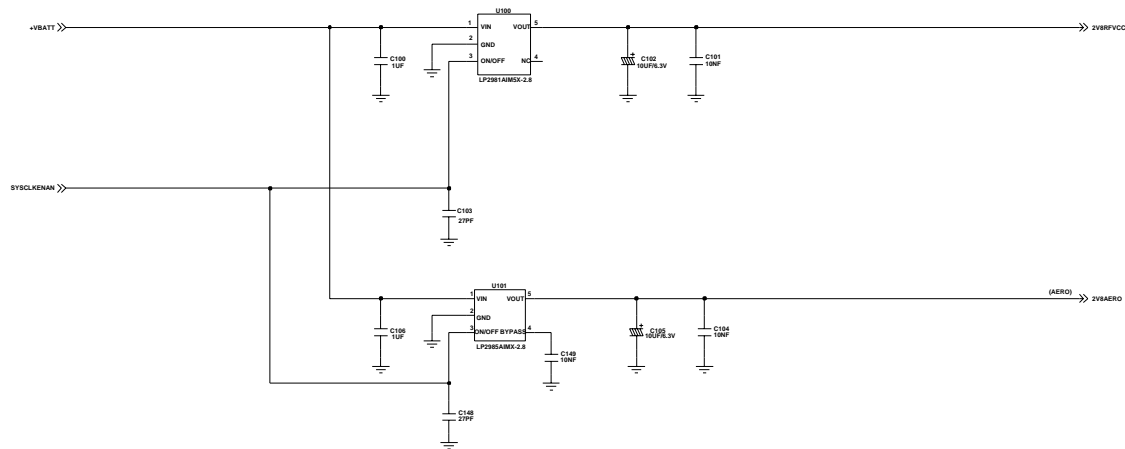 U100
+VBATT
1
VIN
VOUT
5
2V8RFVCC
2
GND
3
ON/OFF
NC
4
LP2981AIM5X-2.8
C100
1UF
C102
10UF/6.3V
C101
10NF
SYSCLKENAN
C103
27PF
U101
1
VIN
VOUT
5
(AERO)
2V8AERO
2
GND
3
ON/OFF
BYPASS
4
LP2985AIMX-2.8
C106
1UF
C149
10NF
C105
10UF/6.3V
C104
10NF
C148
27PF